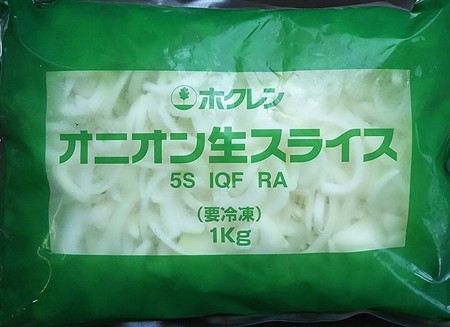 ホクレン
オニオン生スライス
5S IQF RA
(要冷凍)
1Kg